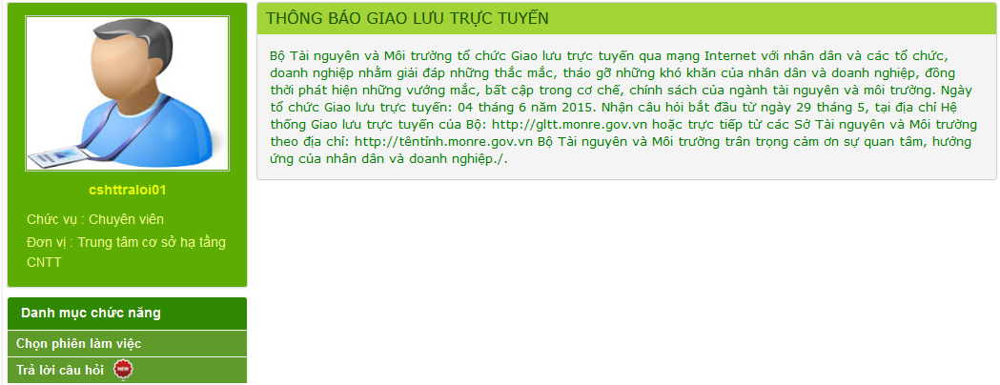 cshttraloi01
Chức vụ : Chuyên viên
Đơn vị : Trung tâm cơ sở hạ tầng
CNTT
Danh mục chức năng
Chọn phiên làm việc
Trả lời câu hỏi NEW
THÔNG BÁO GIAO LƯU TRỰC TUYẾN
Bộ Tài nguyên và Môi trường tổ chức Giao lưu trực tuyến qua mạng Internet với nhân dân và các tổ chức,
doanh nghiệp nhằm giải đáp những thắc mắc, tháo gỡ những khó khăn của nhân dân và doanh nghiệp, đồng
thời phát hiện những vướng mắc, bất cập trong cơ chế, chính sách của ngành tài nguyên và môi trường. Ngày
tổ chức Giao lưu trực tuyến: 04 tháng 6 năm 2015. Nhận câu hỏi bắt đầu từ ngày 29 tháng 5, tại địa chỉ Hệ
thống Giao lưu trực tuyến của Bộ: http://gltt.monre.gov.vn hoặc trực tiếp từ các Sở Tài nguyên và Môi trường
theo địa chỉ: http://têntỉnh.monre.gov.vn Bộ Tài nguyên và Môi trường trân trọng cảm ơn sự quan tâm, hưởng
ứng của nhân dân và doanh nghiệp./.